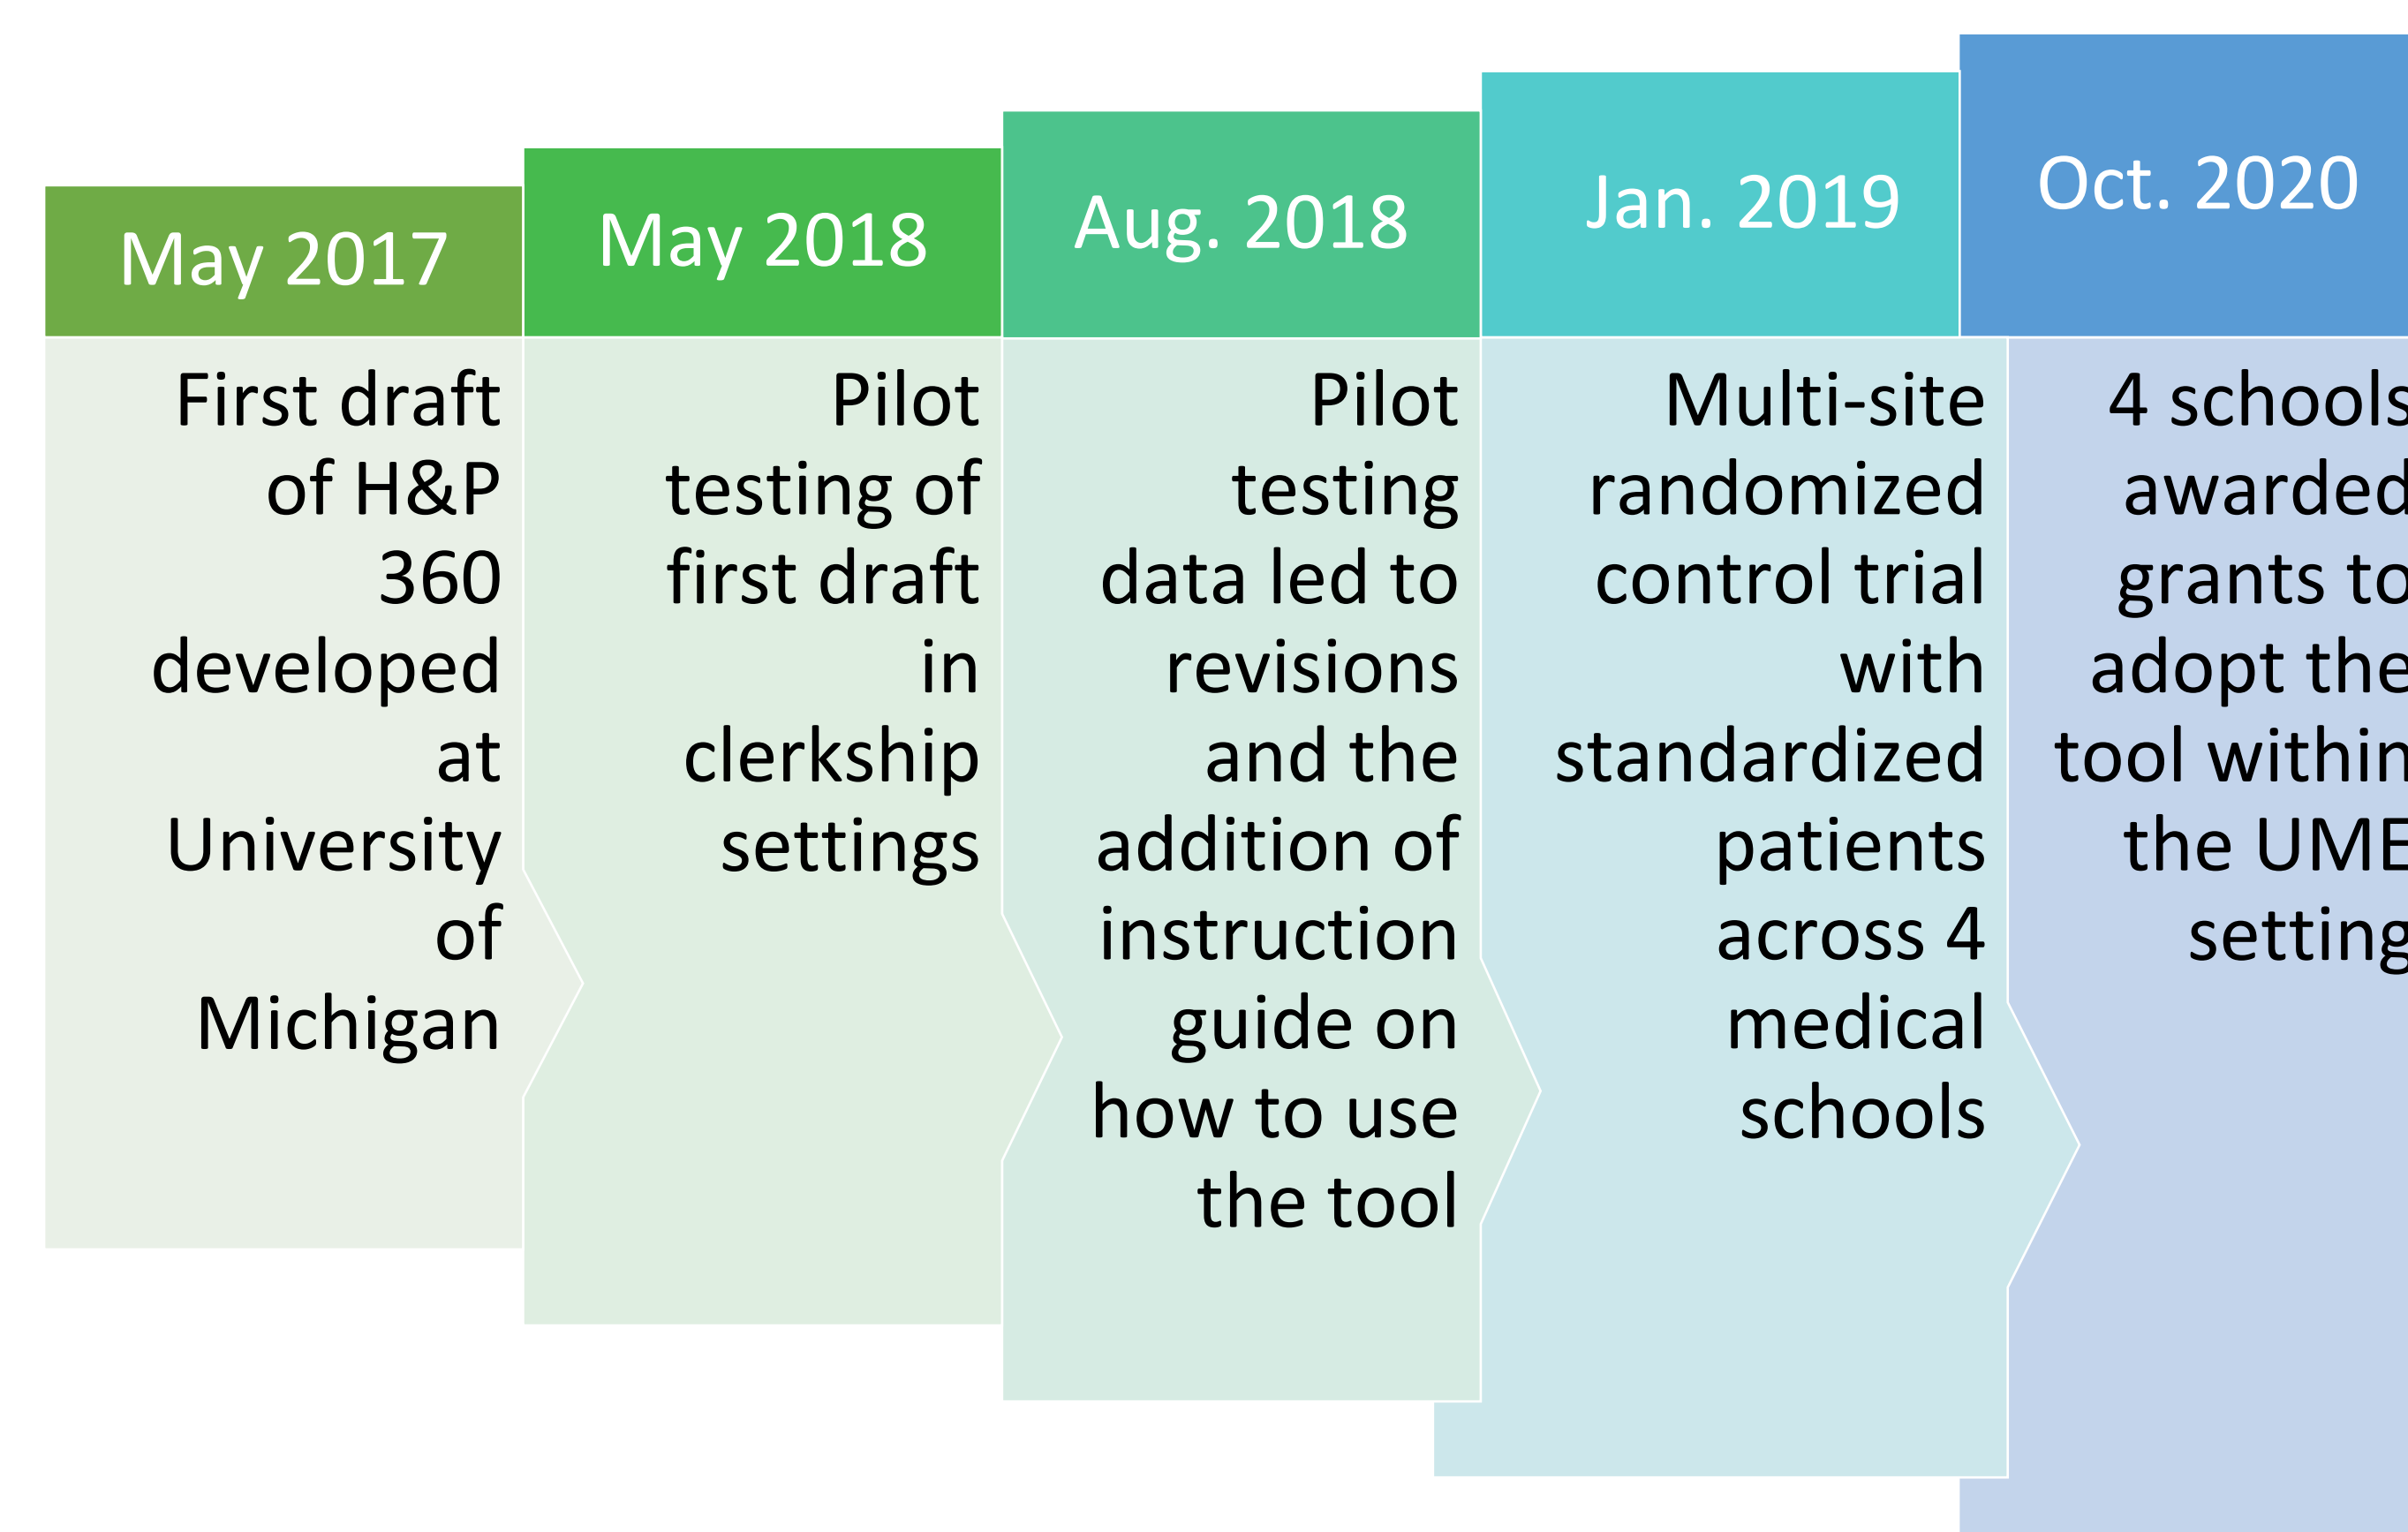 May 2017
First draft
of H&P
360
developed
at
University
of
Michigan
May 2018
Pilot
testing of
first draft
in
clerkship
settings
Aug. 2018
Pilot
testing
data led to
revisions
and the
addition of
instruction
guide on
how to use
the tool
Jan. 2019
Multi-site
randomized
control trial
with
standardized
patients
across 4
medical
schools
Oct. 2020
4 schools
awarded
grants to
adopt the
tool within
the UME
setting